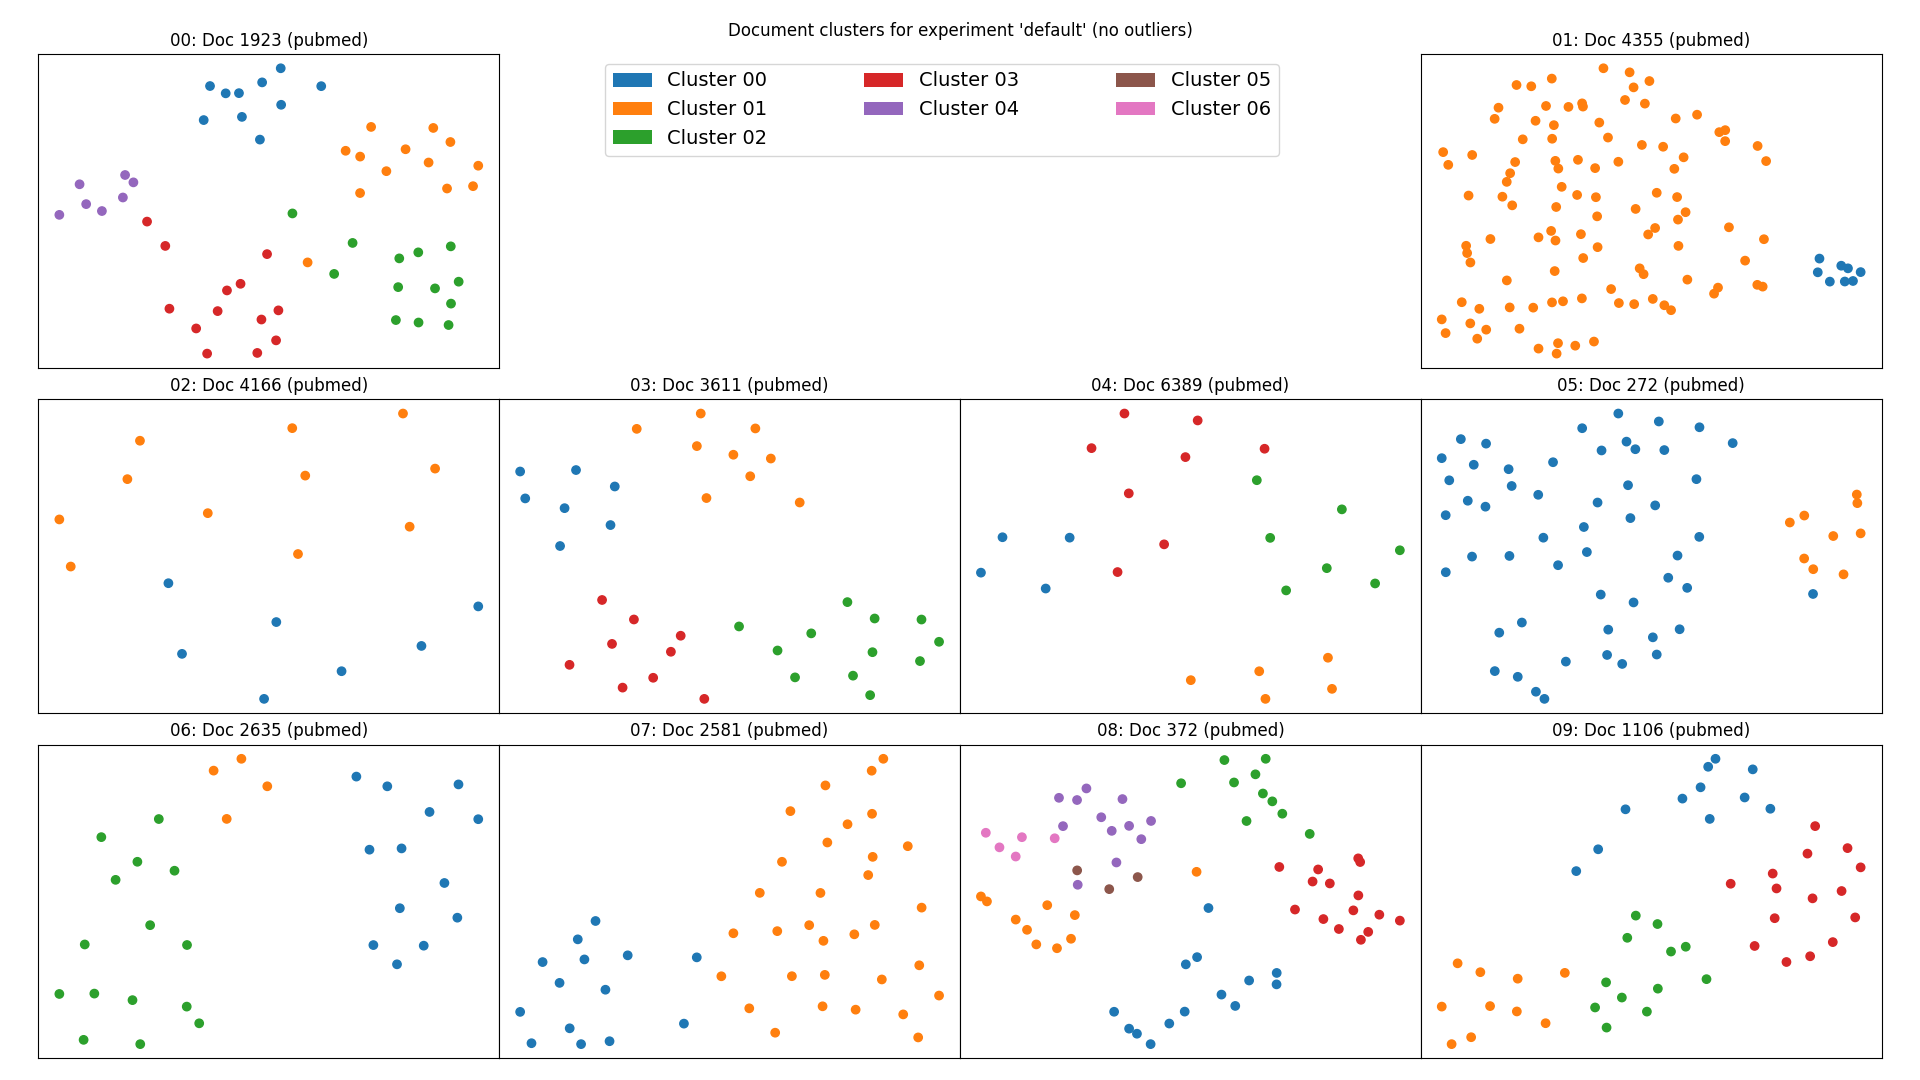 Document clusters for experiment 'default' (no outliers)
00: Doc 1923 (pubmed)
Cluster 00
Cluster 01
Cluster 02
Cluster 03
Cluster 04
Cluster 05
Cluster 06
01: Doc 4355 (pubmed)
02: Doc 4166 (pubmed)
03: Doc 3611 (pubmed)
04: Doc 6389 (pubmed)
05: Doc 272 (pubmed)
06: Doc 2635 (pubmed)
07: Doc 2581 (pubmed)
08: Doc 372 (pubmed)
09: Doc 1106 (pubmed)